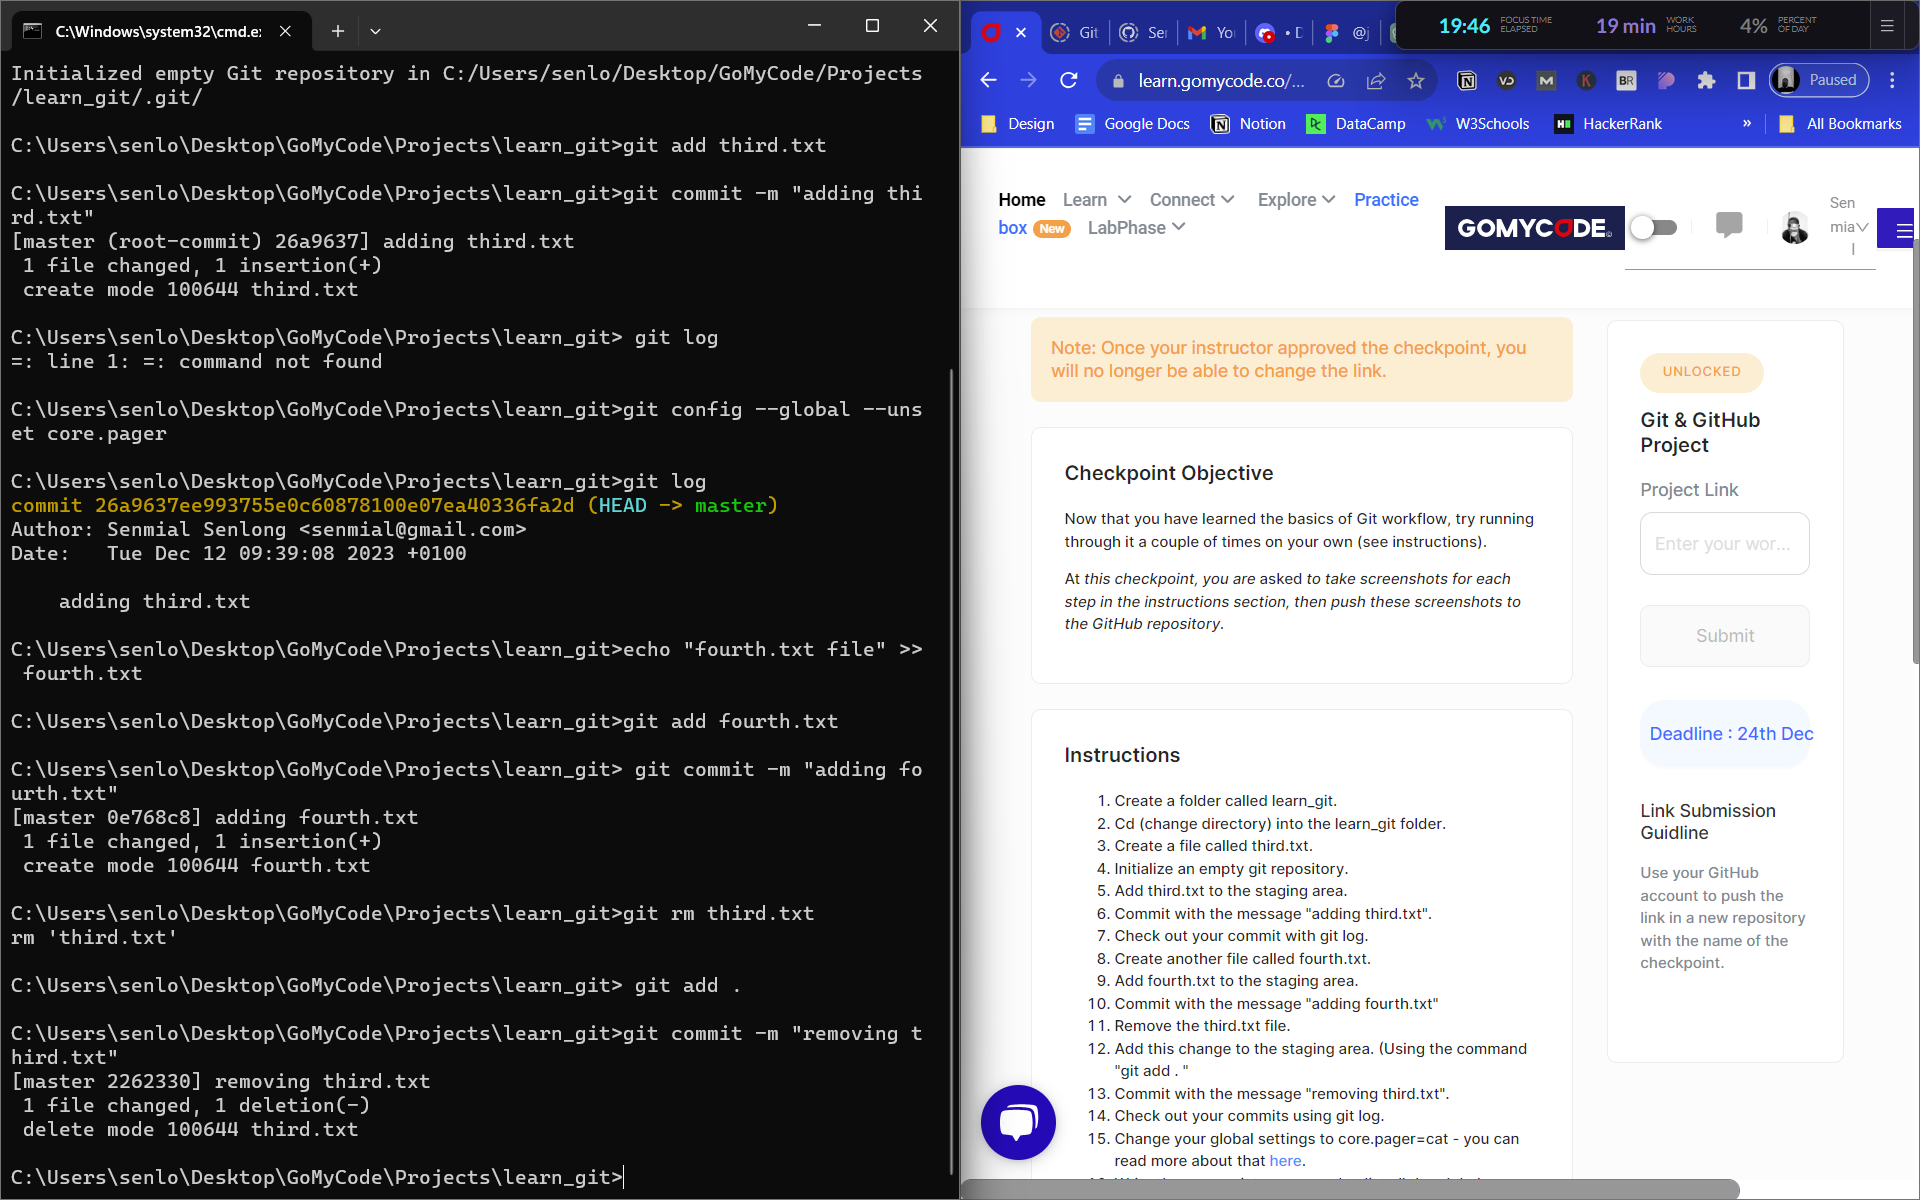 C:\Windows\system32\cmd.e:
Initialized empty Git repository in C:/Users/senlo/Desktop/GoMyCode/Projects
/learn_git/.git/
C:\Users\senlo\Desktop\GoMyCode\Projects\learn_git>git add third.txt
C:\Users\senlo\Desktop\GoMyCode\Projects\learn_git>git commit -m "adding thi
rd.txt"
[master (root-commit) 26a9637] adding third.txt
1 file changed, 1 insertion(+)
create mode 100644 third.txt
C:\Users\senlo\Desktop\GoMyCode\Projects\learn_git> git log
=: line 1: =: command not found
C:\Users\senlo\Desktop\GoMyCode\Projects\learn_git>git config --global --uns
et core.pager
C:\Users\senlo\Desktop\GoMyCode\Projects\learn_git>git log
commit 26a9637ee993755e0c60878100e07ea40336fa2d (HEAD -> master)
Author: Senmial Senlong <senmial@gmail.com>
Date:   Tue Dec 12 09:39:08 2023 +0100
adding third.txt
C:\Users\senlo\Desktop\GoMyCode\Projects\learn_git>echo "fourth.txt file" >>
fourth.txt
C:\Users\senlo\Desktop\GoMyCode\Projects\learn_git>git add fourth.txt
C:\Users\senlo\Desktop\GoMyCode\Projects\learn_git> git commit -m "adding fo
urth.txt"
[master 0e768c8] adding fourth.txt
1 file changed, 1 insertion(+)
create mode 100644 fourth.txt
C:\Users\senlo\Desktop\GoMyCode\Projects\learn_git>git rm third.txt
rm 'third.txt'
C:\Users\senlo\Desktop\GoMyCode\Projects\learn_git> git add .
C:\Users\senlo\Desktop\GoMyCode\Projects\learn_git>git commit -m "removing t
hird.txt"
[master 2262330] removing third.txt
1 file changed, 1 deletion(-)
delete mode 100644 third.txt
C:\Users\senlo\Desktop\GoMyCode\Projects\learn_git>
Git
Ser
You
19:46 FOCUS TIME ELAPSED 19 min WORK HOURS 4% PERCENT OF DAY
learn.gomycode.co/...
Paused
Design Google Docs Notion DataCamp W3Schools HackerRank » All Bookmarks
Home Learn Connect Explore Practice
box New LabPhase
GOMYCODE
Sen
mia
l
Note: Once your instructor approved the checkpoint, you
will no longer be able to change the link.
Checkpoint Objective
Now that you have learned the basics of Git workflow, try running
through it a couple of times on your own (see instructions).
At this checkpoint, you are asked to take screenshots for each
step in the instructions section, then push these screenshots to
the GitHub repository.
Instructions
1. Create a folder called learn_git.
2. Cd (change directory) into the learn_git folder.
3. Create a file called third.txt.
4. Initialize an empty git repository.
5. Add third.txt to the staging area.
6. Commit with the message "adding third.txt".
7. Check out your commit with git log.
8. Create another file called fourth.txt.
9. Add fourth.txt to the staging area.
10. Commit with the message "adding fourth.txt"
11. Remove the third.txt file.
12. Add this change to the staging area. (Using the command
"git add . "
13. Commit with the message "removing third.txt".
14. Check out your commits using git log.
15. Change your global settings to core.pager=cat - you can
read more about that here.
UNLOCKED
Git & GitHub
Project
Project Link
Enter your wor...
Submit
Deadline : 24th Dec
Link Submission
Guidline
Use your GitHub
account to push the
link in a new repository
with the name of the
checkpoint.